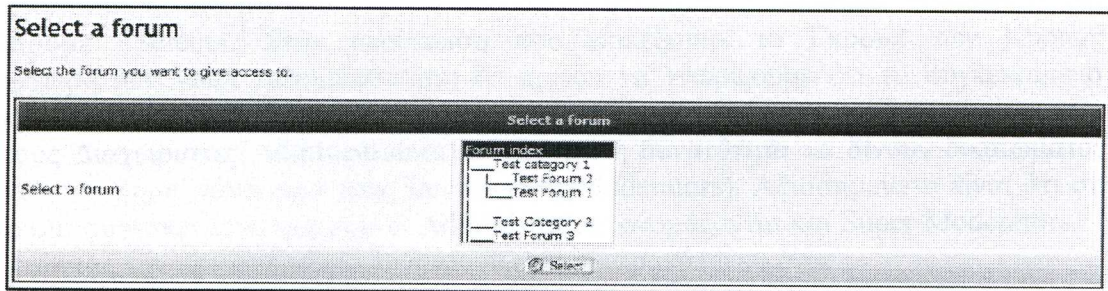 Select a forum
Select the forum you want to give access to.
Select a forum
Select a forum
Forum index
Test category 1
Test Forum 2
Test Forum 1
Test Category 2
Test Forum 3
Select